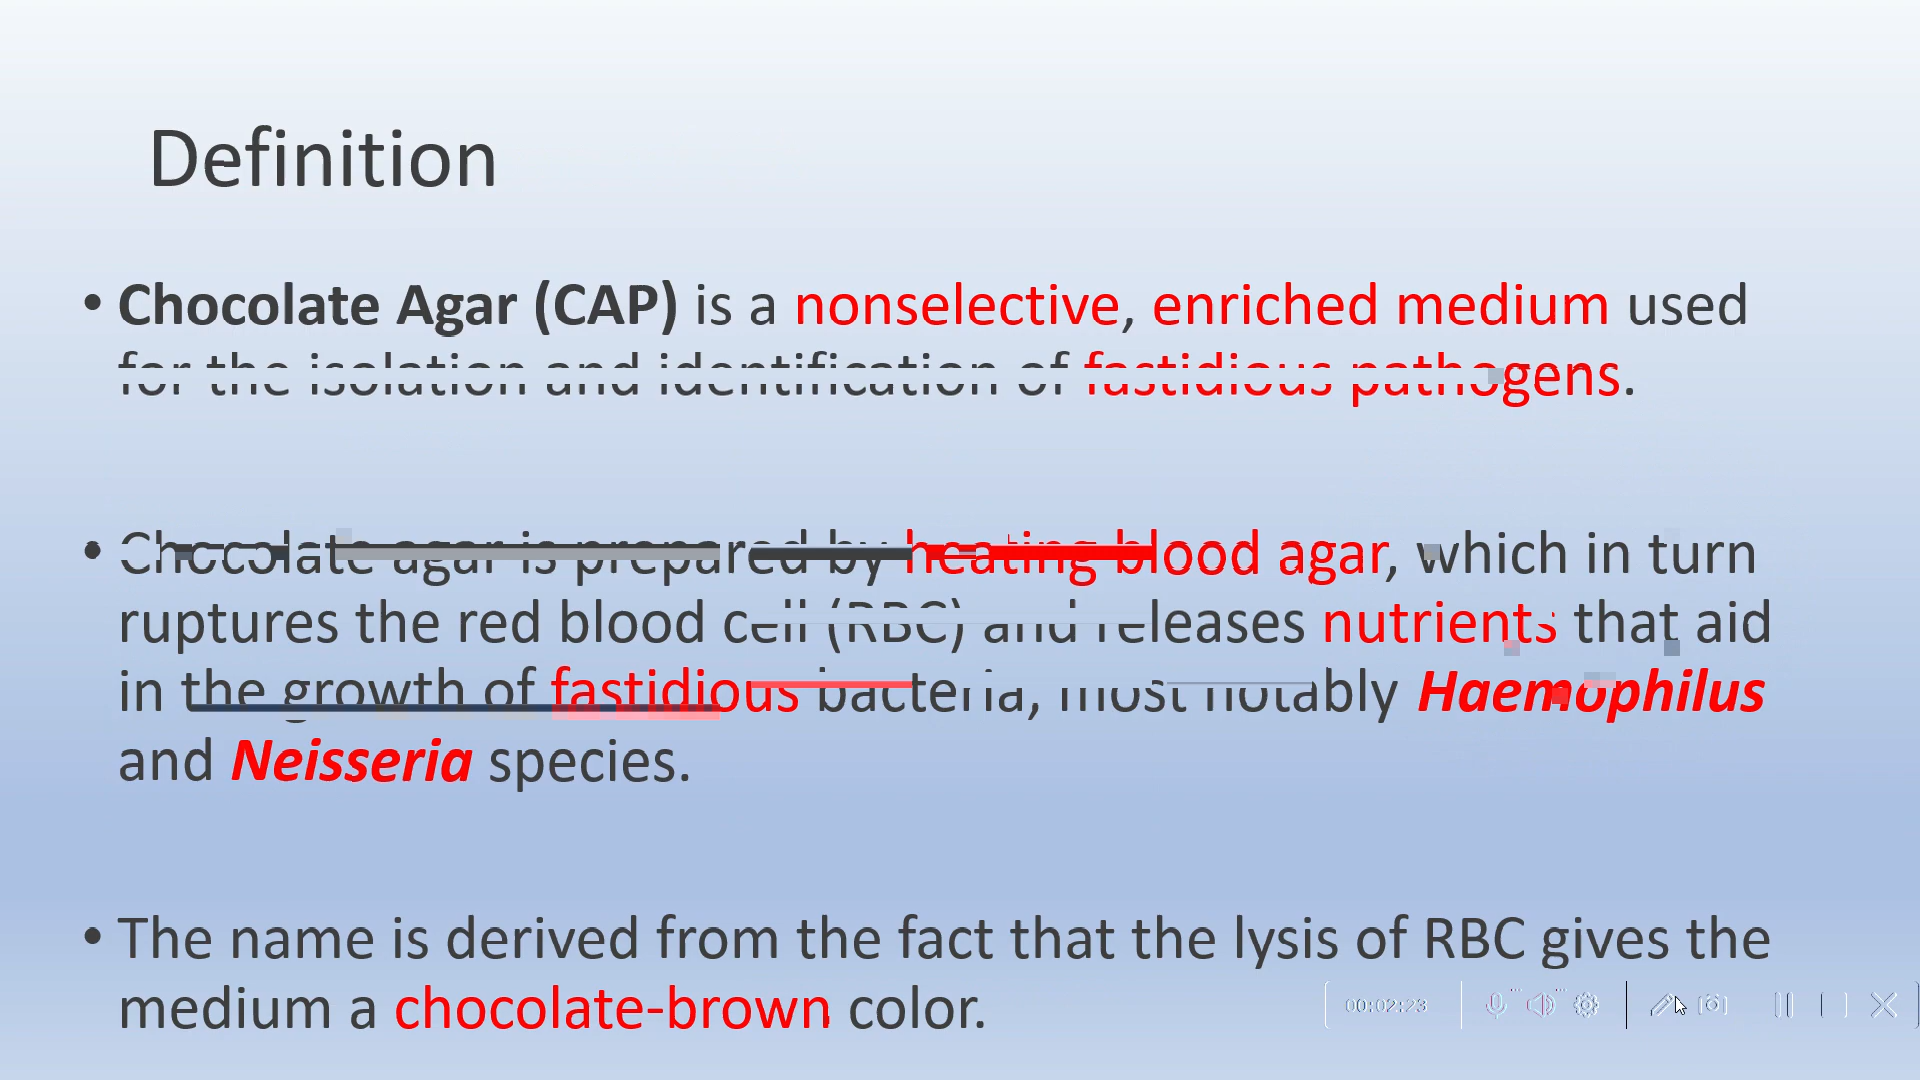 Definition
• Chocolate Agar (CAP) is a nonselective, enriched medium used
for the isolation and identification of fastidious pathogens.
• Chocolate agar is prepared by heating blood agar, which in turn
ruptures the red blood cell (RBC) and releases nutrients that aid
in the growth of fastidious bacteria, most notably Haemophilus
and Neisseria species.
• The name is derived from the fact that the lysis of RBC gives the
medium a chocolate-brown color.
00:02:23